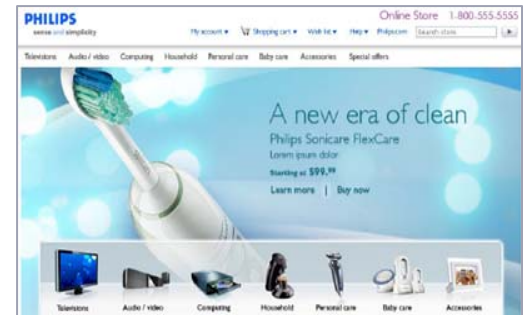 PHILIPS
sense and simplicity
Online Store 1-800-555-5555
My account Shopping cart Wish list Help Philips.com Search store
Televisions Audio / video Computing Household Personal care Baby care Accessories Special offers
A new era of clean
Philips Sonicare FlexCare
Lorem ipsum dolor
Starting at $99.99
Learn more | Buy now
Televisions Audio / video Computing Household Personal care Baby care Accessories